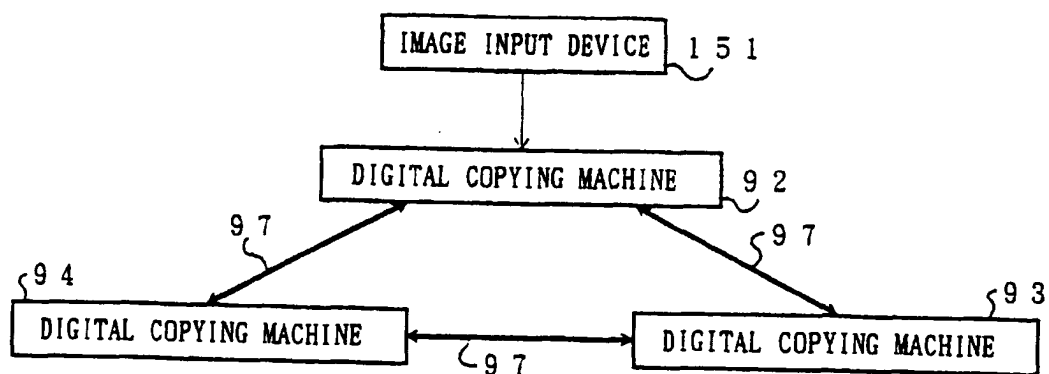 IMAGE INPUT DEVICE
151
DIGITAL COPYING MACHINE
92
97
97
94
93
DIGITAL COPYING MACHINE
DIGITAL COPYING MACHINE
97